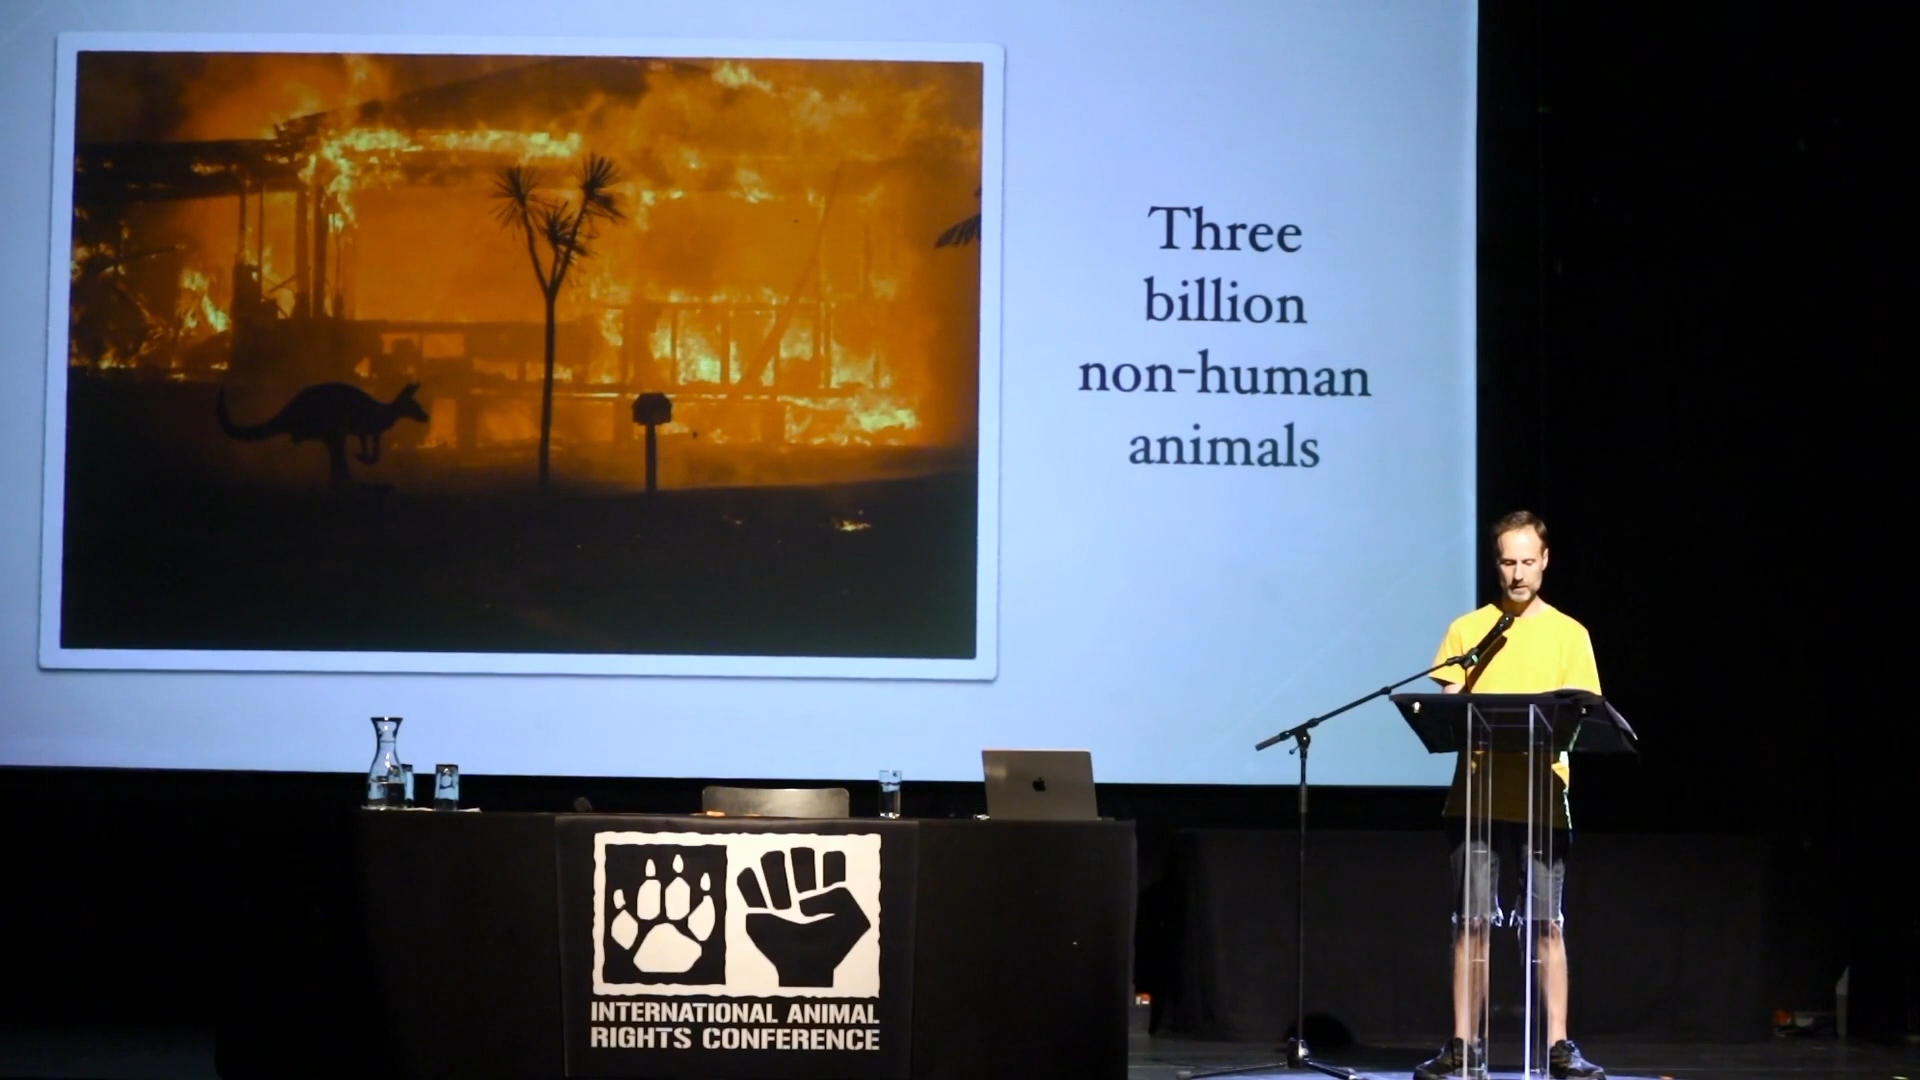 Three
billion
non-human
animals
INTERNATIONAL ANIMAL
RIGHTS CONFERENCE